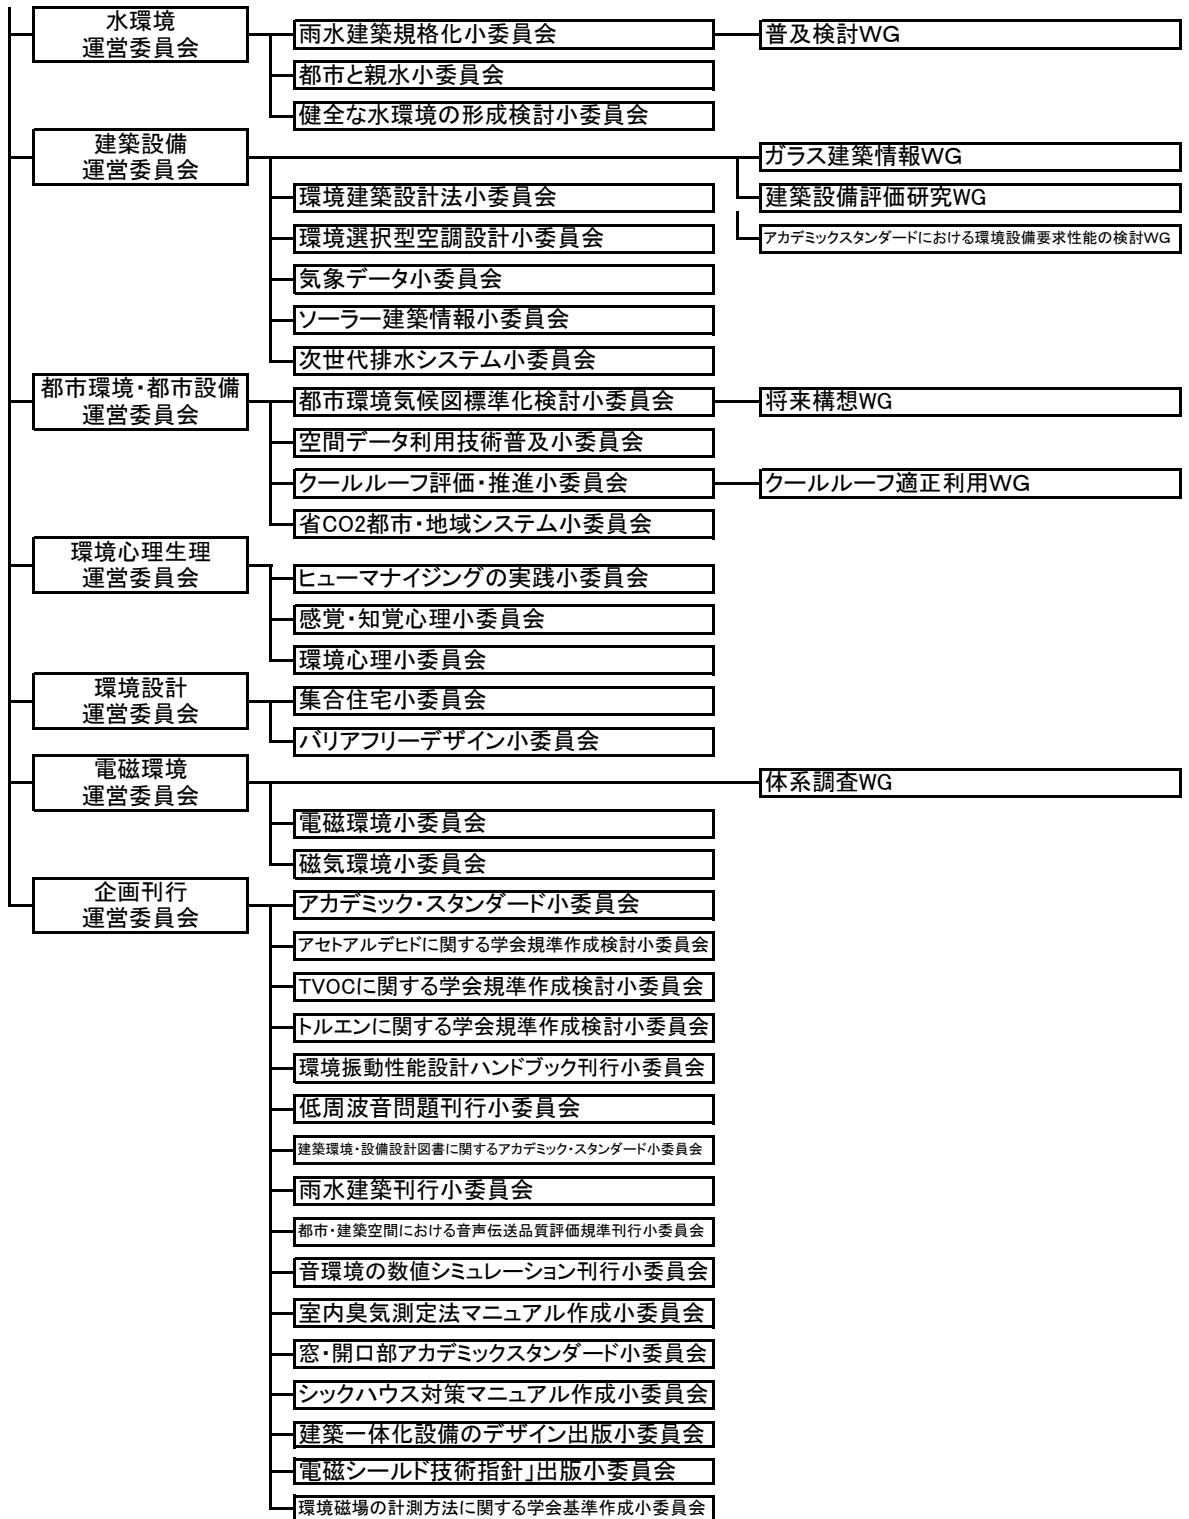 水環境
運営委員会
雨水建築規格化小委員会
普及検討WG
都市と親水小委員会
健全な水環境の形成検討小委員会
建築設備
運営委員会
ガラス建築情報WG
環境建築設計法小委員会
建築設備評価研究WG
環境選択型空調設計小委員会
アカデミックスタンダードにおける環境設備要求性能の検討WG
気象データ小委員会
ソーラー建築情報小委員会
次世代排水システム小委員会
都市環境・都市設備
運営委員会
都市環境気候図標準化検討小委員会
将来構想WG
空間データ利用技術普及小委員会
クールルーフ評価・推進小委員会
クールルーフ適正利用WG
省CO2都市・地域システム小委員会
環境心理生理
運営委員会
ヒューマナイジングの実践小委員会
感覚・知覚心理小委員会
環境心理小委員会
環境設計
運営委員会
集合住宅小委員会
バリアフリーデザイン小委員会
電磁環境
運営委員会
体系調査WG
電磁環境小委員会
磁気環境小委員会
企画刊行
運営委員会
アカデミック・スタンダード小委員会
アセトアルデヒドに関する学会規準作成検討小委員会
TVOCに関する学会規準作成検討小委員会
トルエンに関する学会規準作成検討小委員会
環境振動性能設計ハンドブック刊行小委員会
低周波音問題刊行小委員会
建築環境・設備設計図書に関するアカデミック・スタンダード小委員会
雨水建築刊行小委員会
都市・建築空間における音声伝送品質評価規準刊行小委員会
音環境の数値シミュレーション刊行小委員会
室内臭気測定法マニュアル作成小委員会
窓・開口部アカデミックスタンダード小委員会
シックハウス対策マニュアル作成小委員会
建築一体化設備のデザイン出版小委員会
電磁シールド技術指針」出版小委員会
環境磁場の計測方法に関する学会基準作成小委員会